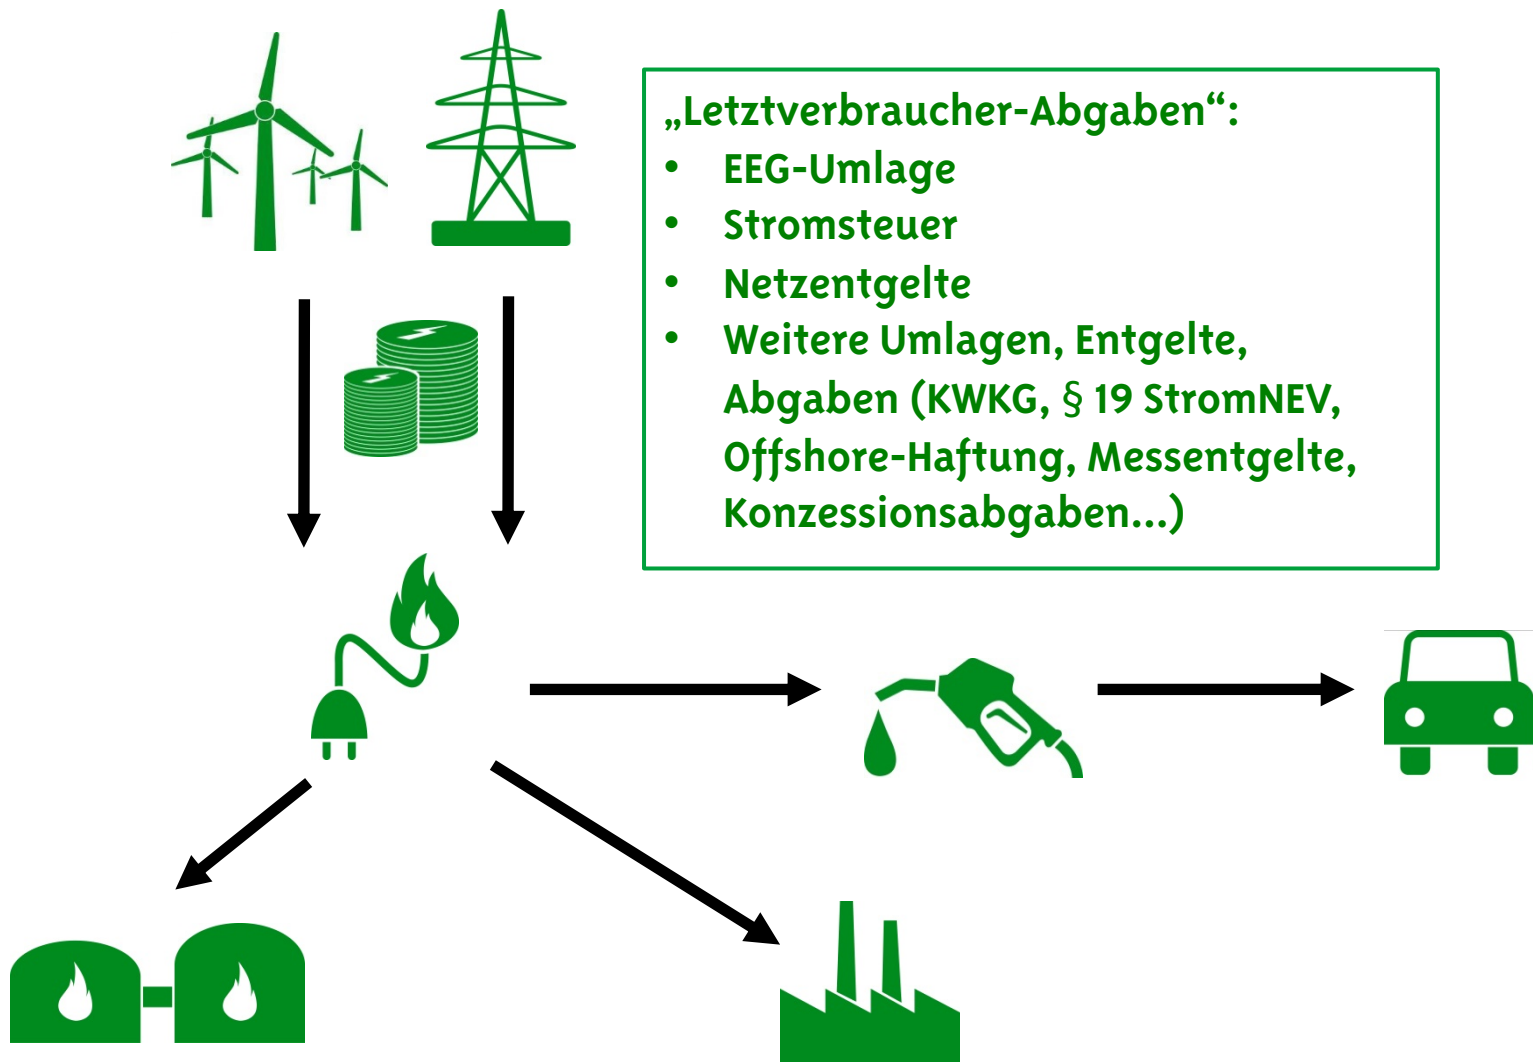 „Letztverbraucher-Abgaben“:
• EEG-Umlage
• Stromsteuer
• Netzentgelte
• Weitere Umlagen, Entgelte,
Abgaben (KWKG, § 19 StromNEV,
Offshore-Haftung, Messentgelte,
Konzessionsabgaben...)